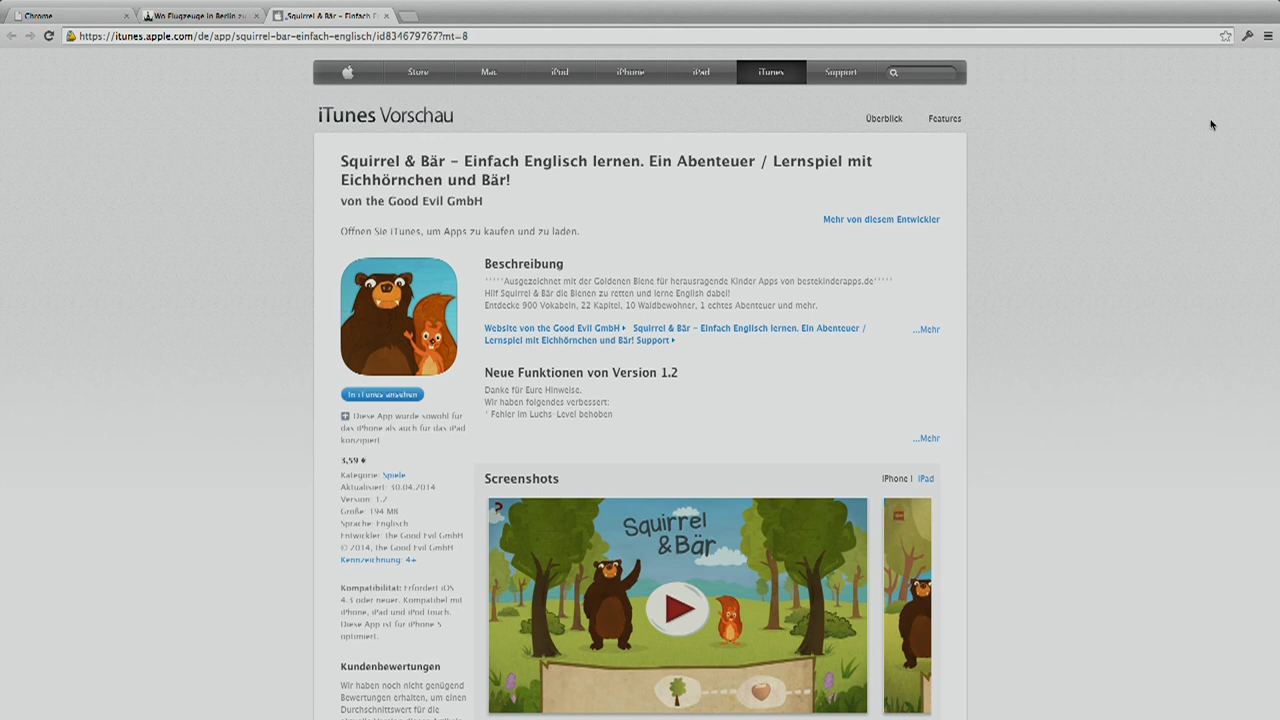 Chrome
Wo Flugzeuge in Berlin zu
„Squirrel & Bär – Einfach E
https://itunes.apple.com/de/app/squirrel-bar-einfach-englisch/id834679767?mt=8
Store Mac iPod iPhone iPad iTunes Support
iTunes Vorschau
Überblick Features
Squirrel & Bär – Einfach Englisch lernen. Ein Abenteuer / Lernspiel mit
Eichhörnchen und Bär!
von the Good Evil GmbH
Mehr von diesem Entwickler
Öffnen Sie iTunes, um Apps zu kaufen und zu laden.
Beschreibung
*****Ausgezeichnet mit der Goldenen Biene für herausragende Kinder Apps von bestekinderapps.de*****
Hilf Squirrel & Bär die Bienen zu retten und lerne English dabei!
Entdecke 900 Vokabeln, 22 Kapitel, 10 Waldbewohner, 1 echtes Abenteuer und mehr.
Website von the Good Evil GmbH Squirrel & Bär – Einfach Englisch lernen. Ein Abenteuer /
Lernspiel mit Eichhörnchen und Bär! Support
...Mehr
Neue Funktionen von Version 1.2
Danke für Eure Hinweise.
Wir haben folgendes verbessert:
* Fehler im Luchs-Level behoben
...Mehr
In iTunes ansehen
Diese App wurde sowohl für
das iPhone als auch für das iPad
konzipiert
3,59 €
Kategorie: Spiele
Aktualisiert: 30.04.2014
Version: 1.2
Größe: 194 MB
Sprache: Englisch
Entwickler: the Good Evil GmbH
© 2014, the Good Evil GmbH
Kennzeichnung: 4+
Kompatibilität: Erfordert iOS
4.3 oder neuer. Kompatibel mit
iPhone, iPad und iPod touch.
Diese App ist für iPhone 5
optimiert.
Kundenbewertungen
Wir haben noch nicht genügend
Bewertungen erhalten, um einen
Durchschnittswert für die
aktuelle Version dieses Artikels
Screenshots
iPhone | iPad
Squirrel
& Bär